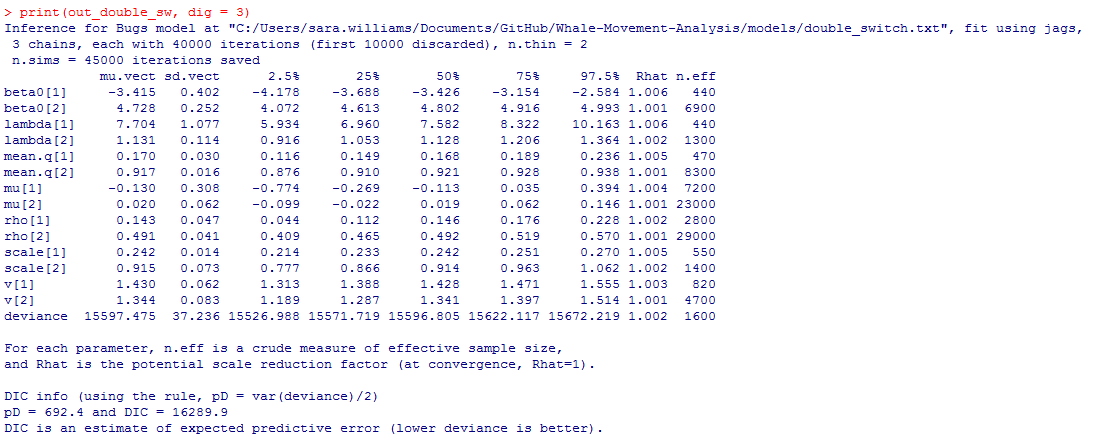 > print(out_double_sw, dig = 3)
Inference for Bugs model at "C:/Users/sara.williams/Documents/GitHub/Whale-Movement-Analysis/models/double_switch.txt", fit using jags,
 3 chains, each with 40000 iterations (first 10000 discarded), n.thin = 2
 n.sims = 45000 iterations saved
            mu.vect sd.vect      2.5%       25%       50%       75%     97.5%  Rhat n.eff
beta0[1]     -3.415   0.402    -4.178    -3.688    -3.426    -3.154    -2.584 1.006   440
beta0[2]      4.728   0.252     4.072     4.613     4.802     4.916     4.993 1.001  6900
lambda[1]     7.704   1.077     5.934     6.960     7.582     8.322    10.163 1.006   440
lambda[2]     1.131   0.114     0.916     1.053     1.128     1.206     1.364 1.002  1300
mean.q[1]     0.170   0.030     0.116     0.149     0.168     0.189     0.236 1.005   470
mean.q[2]     0.917   0.016     0.876     0.910     0.921     0.928     0.938 1.001  8300
mu[1]        -0.130   0.308    -0.774    -0.269    -0.113     0.035     0.394 1.004  7200
mu[2]         0.020   0.062    -0.099    -0.022     0.019     0.062     0.146 1.001 23000
rho[1]        0.143   0.047     0.044     0.112     0.146     0.176     0.228 1.002  2800
rho[2]        0.491   0.041     0.409     0.465     0.492     0.519     0.570 1.001 29000
scale[1]      0.242   0.014     0.214     0.233     0.242     0.251     0.270 1.005   550
scale[2]      0.915   0.073     0.777     0.866     0.914     0.963     1.062 1.002  1400
v[1]          1.430   0.062     1.313     1.388     1.428     1.471     1.555 1.003   820
v[2]          1.344   0.083     1.189     1.287     1.341     1.397     1.514 1.001  4700
deviance  15597.475  37.236 15526.988 15571.719 15596.805 15622.117 15672.219 1.002  1600
For each parameter, n.eff is a crude measure of effective sample size,
and Rhat is the potential scale reduction factor (at convergence, Rhat=1).
DIC info (using the rule, pD = var(deviance)/2)
pD = 692.4 and DIC = 16289.9
DIC is an estimate of expected predictive error (lower deviance is better).